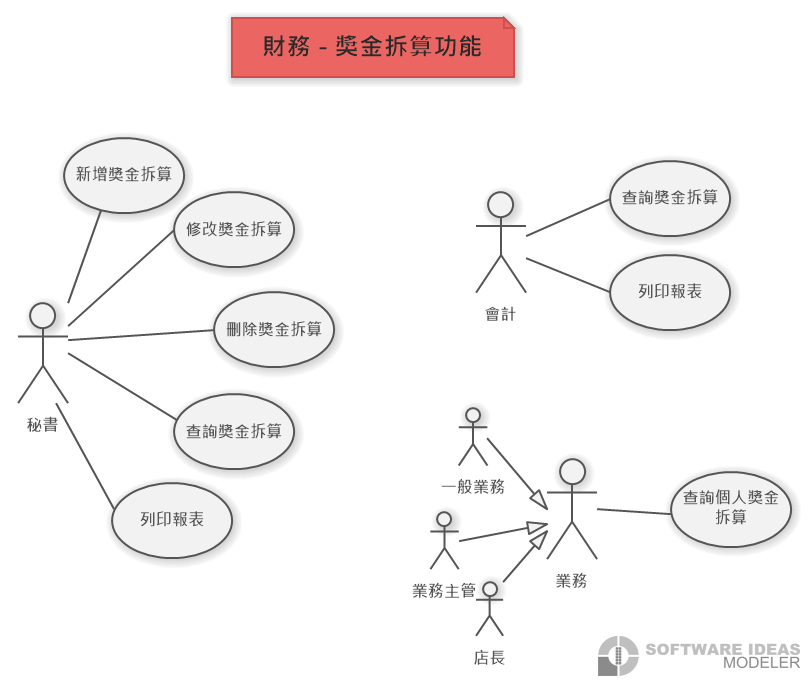 財務 - 獎金拆算功能
新增獎金拆算
修改獎金拆算
刪除獎金拆算
查詢獎金拆算
列印報表
秘書
查詢獎金拆算
列印報表
會計
一般業務
業務主管
店長
業務
查詢個人獎金
拆算
SOFTWARE IDEAS
MODELER